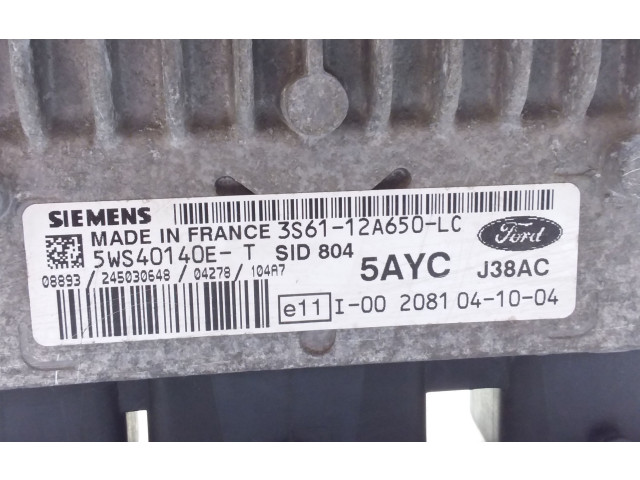 SIEMENS
MADE IN FRANCE 3S61-12A650-LC
Ford
5WS40140E- T SID 804
5AYC J38AC
08893 / 245030648 / 04278 / 104A7
e11 I-00 2081 04-10-04